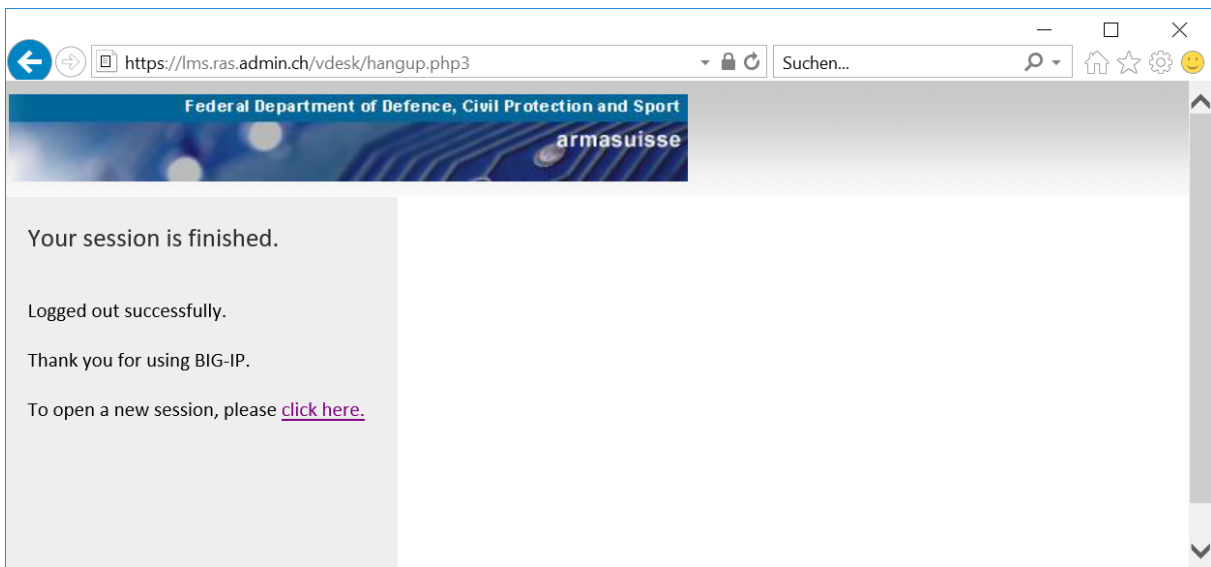 https://lms.ras.admin.ch/vdesk/hangup.php3
Suchen...
Federal Department of Defence, Civil Protection and Sport
armasuisse
Your session is finished.
Logged out successfully.
Thank you for using BIG-IP.
To open a new session, please click here.